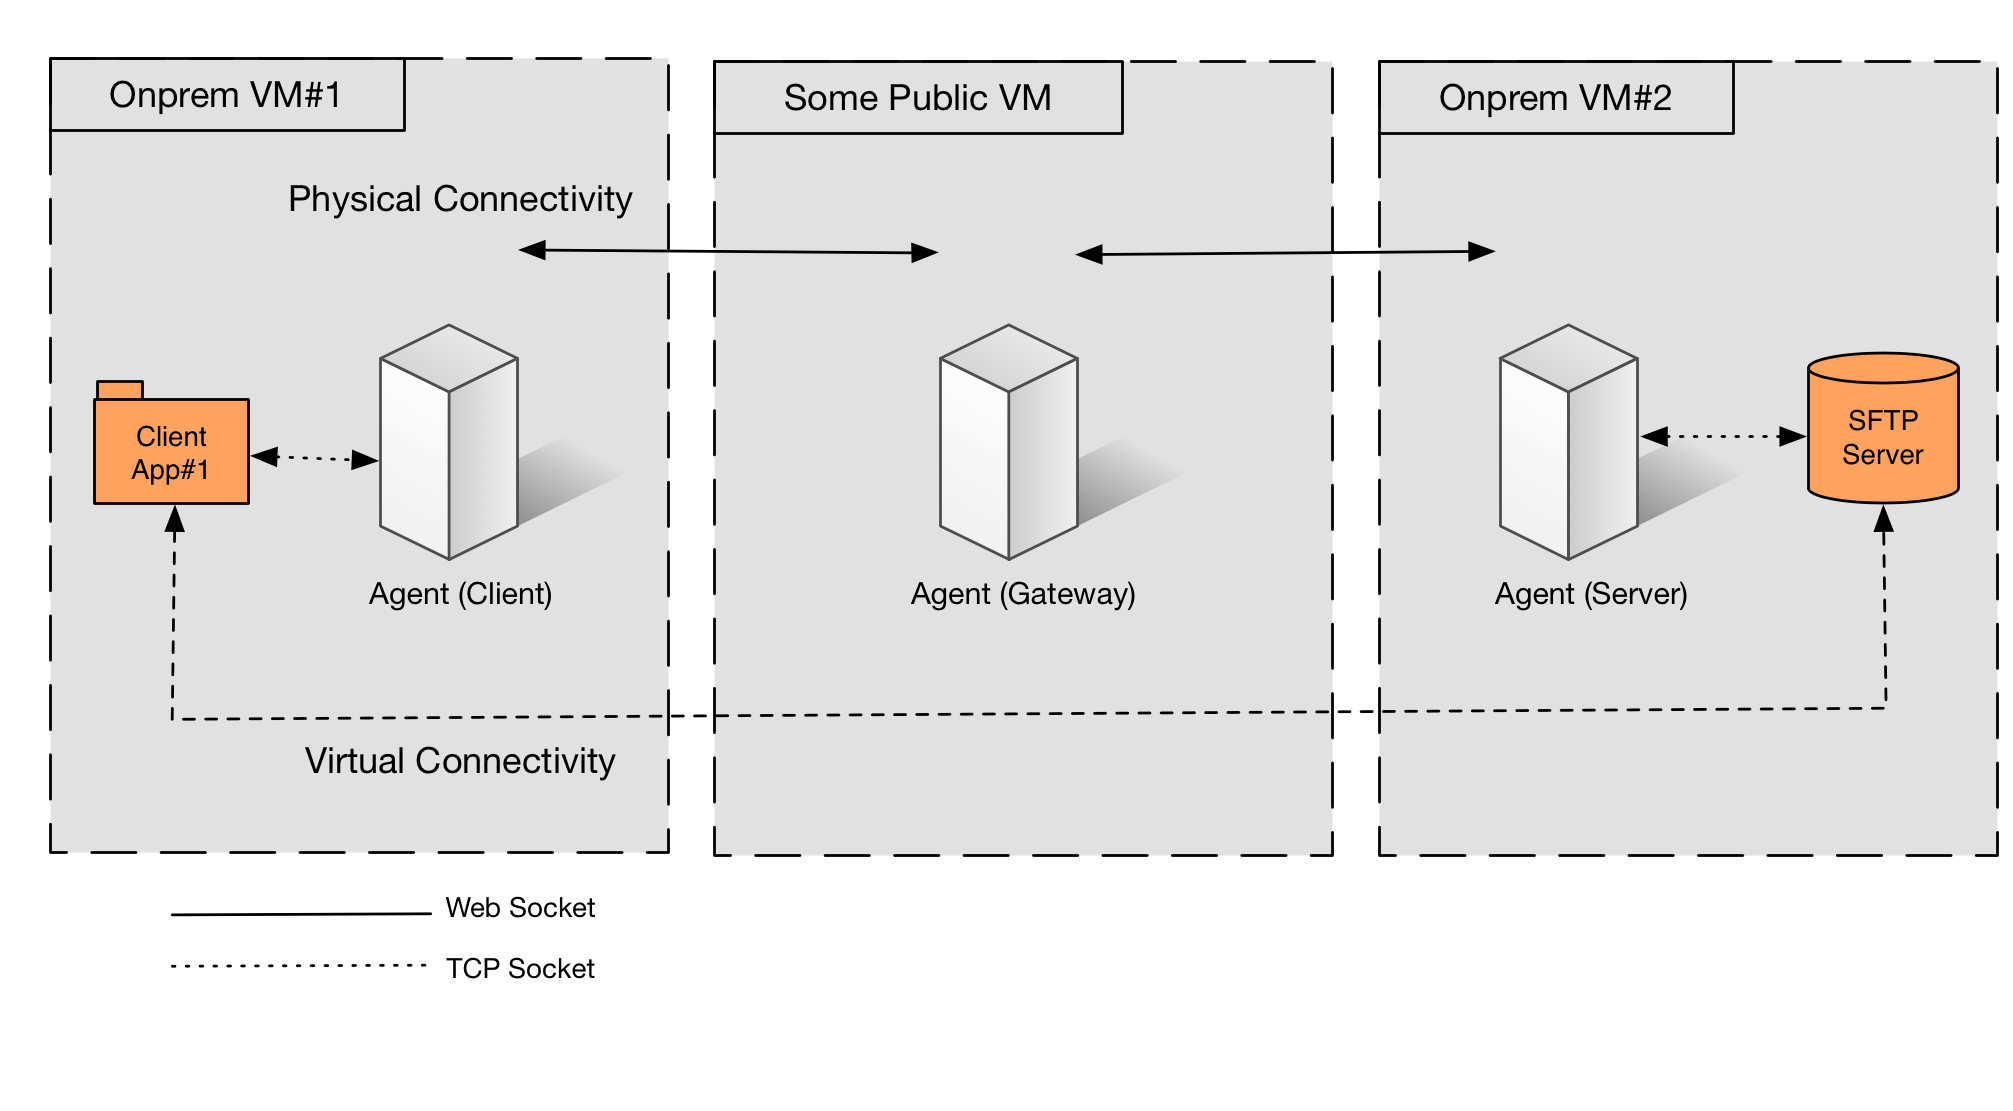 Onprem VM#1
Some Public VM
Onprem VM#2
Physical Connectivity
Client
App#1
SFTP
Server
Agent (Client)
Agent (Gateway)
Agent (Server)
Virtual Connectivity
Web Socket
TCP Socket